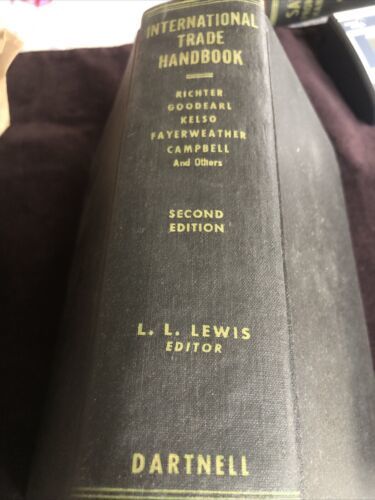 INTERNATIONAL
TRADE
HANDBOOK
RICHTER
GOODEARL
KELSO
FAYERWEATHER
CAMPBELL
And Others
SECOND
EDITION
L. L. LEWIS
EDITOR
DARTNELL